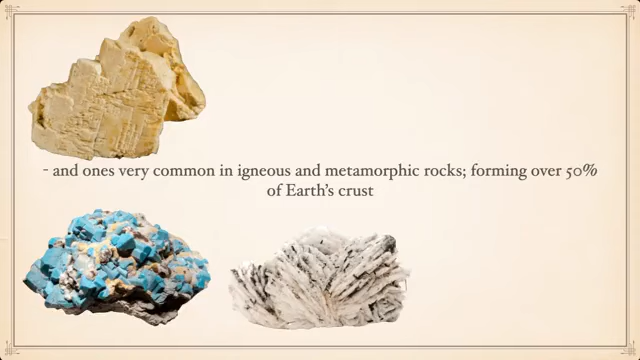 - and ones very common in igneous and metamorphic rocks; forming over 50%
of Earth's crust